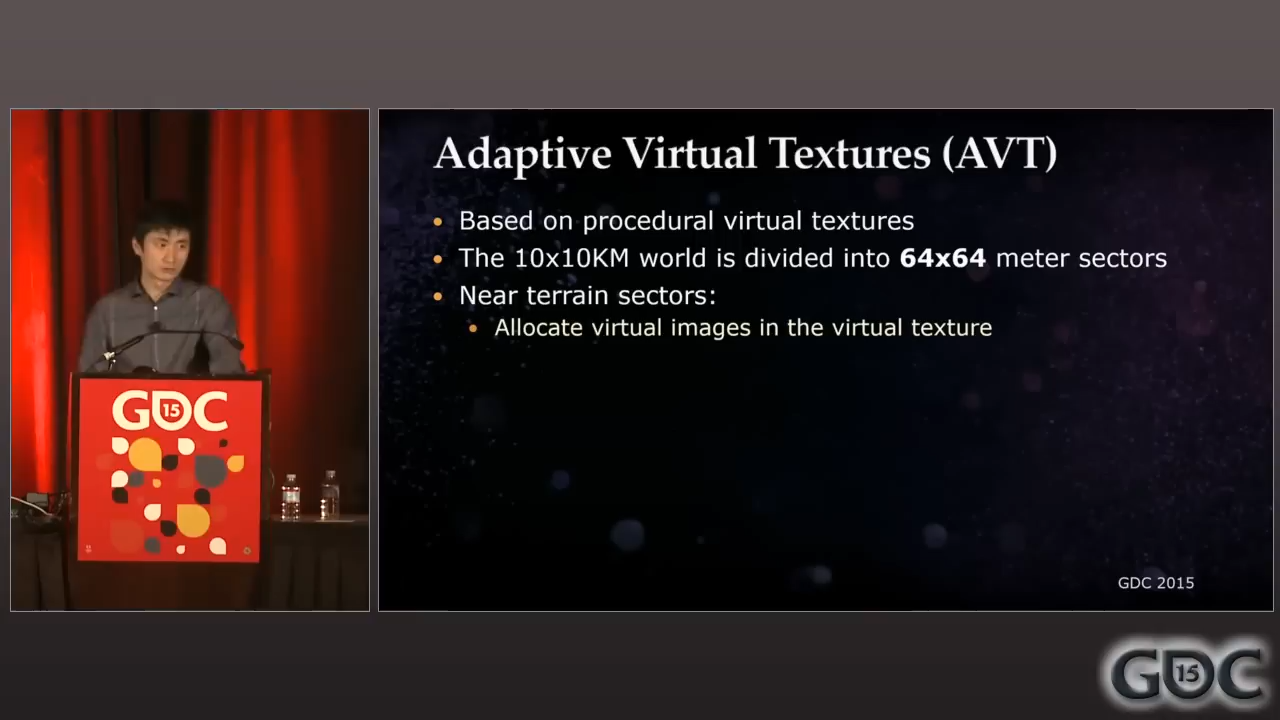 Adaptive Virtual Textures (AVT)
Based on procedural virtual textures
The 10x10KM world is divided into 64x64 meter sectors
Near terrain sectors:
Allocate virtual images in the virtual texture
GDC 2015
GDC 15
GDC 15